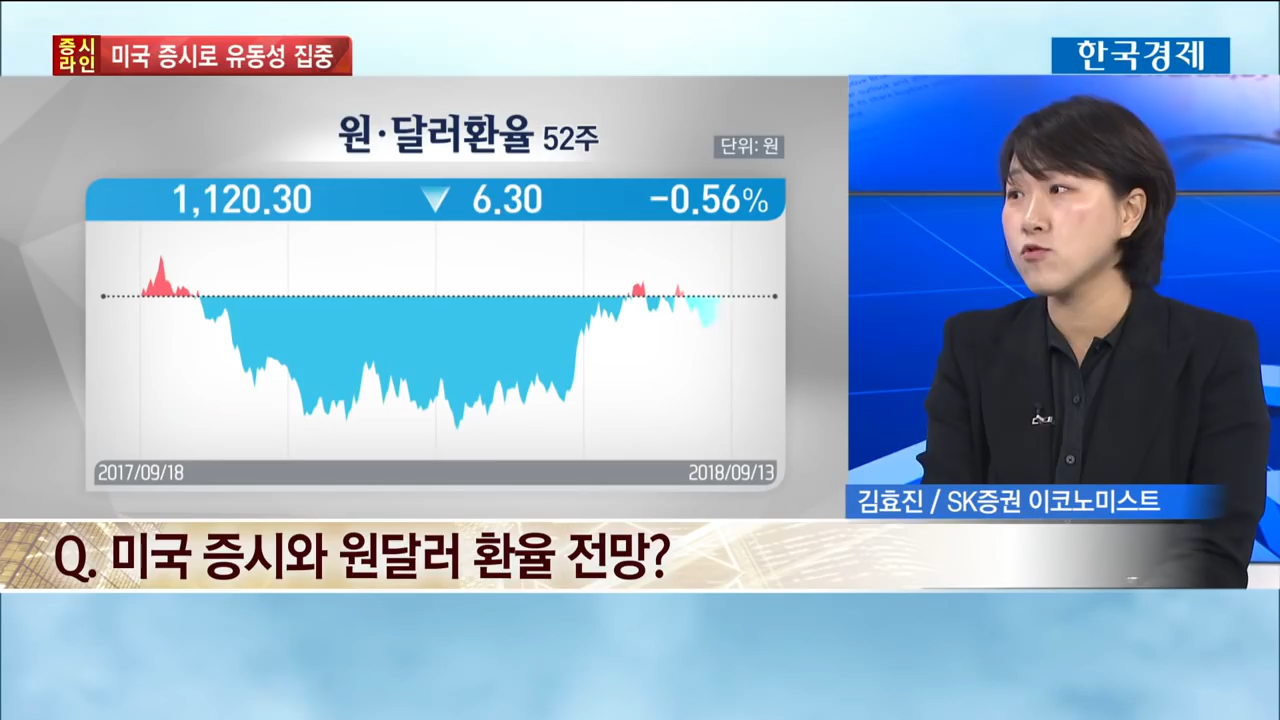 증시
라인
미국 증시로 유동성 집중
한국경제
원·달러환율 52주
단위: 원
1,120.30 ▼ 6.30 -0.56%
2017/09/18
2018/09/13
김효진 / SK증권 이코노미스트
Q. 미국 증시와 원달러 환율 전망?